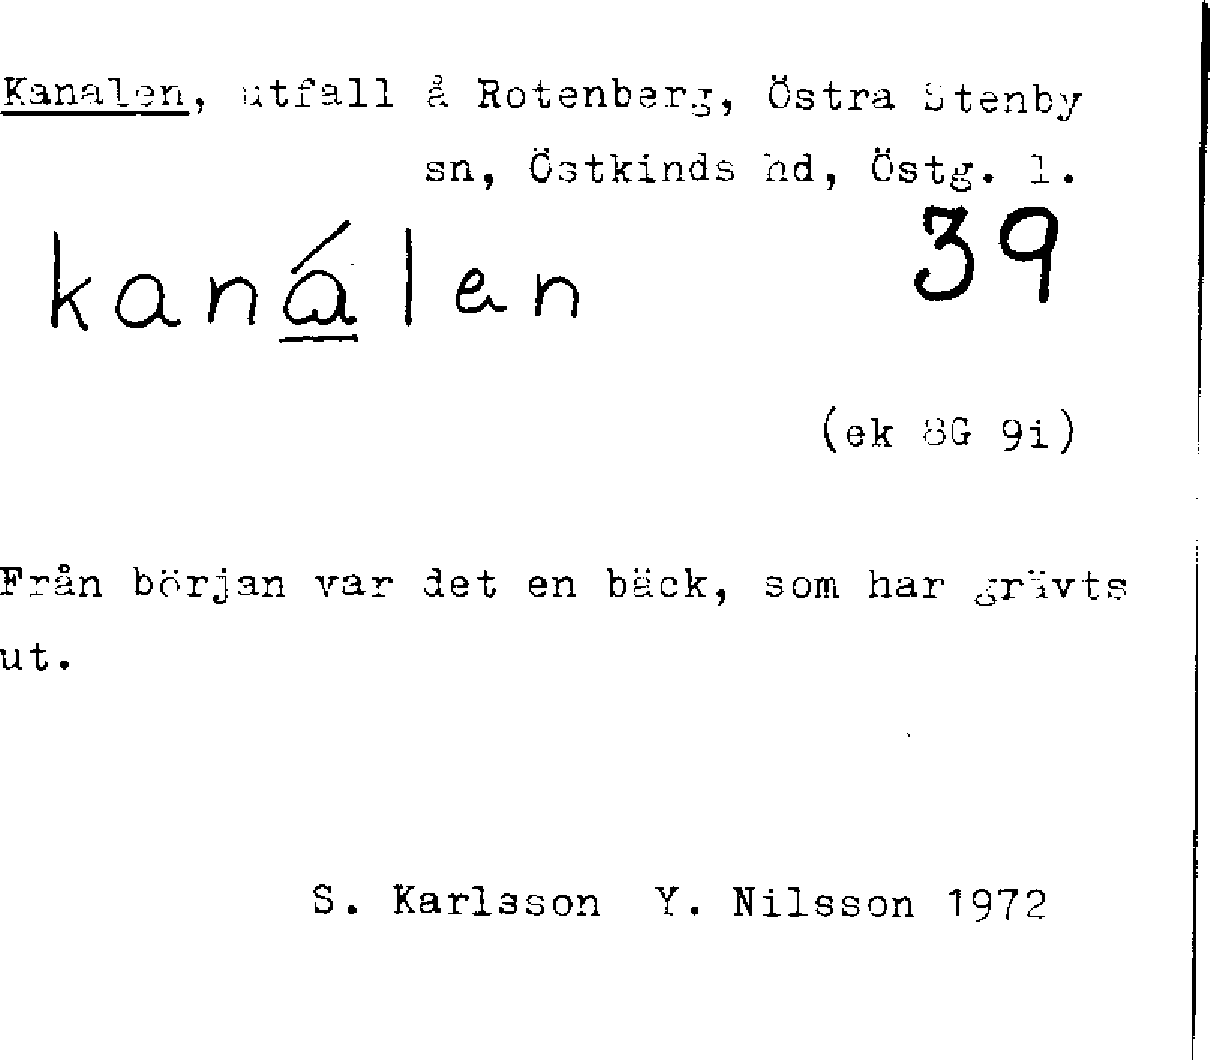 Kanalen, utfall å Rotenberg, Östra Stenby
sn, Östkinds hd, Östg. l.
kanálen 39
(ek 8G 9i)
Från början var det en bäck, som har grävts
ut.
S. Karlsson Y. Nilsson 1972